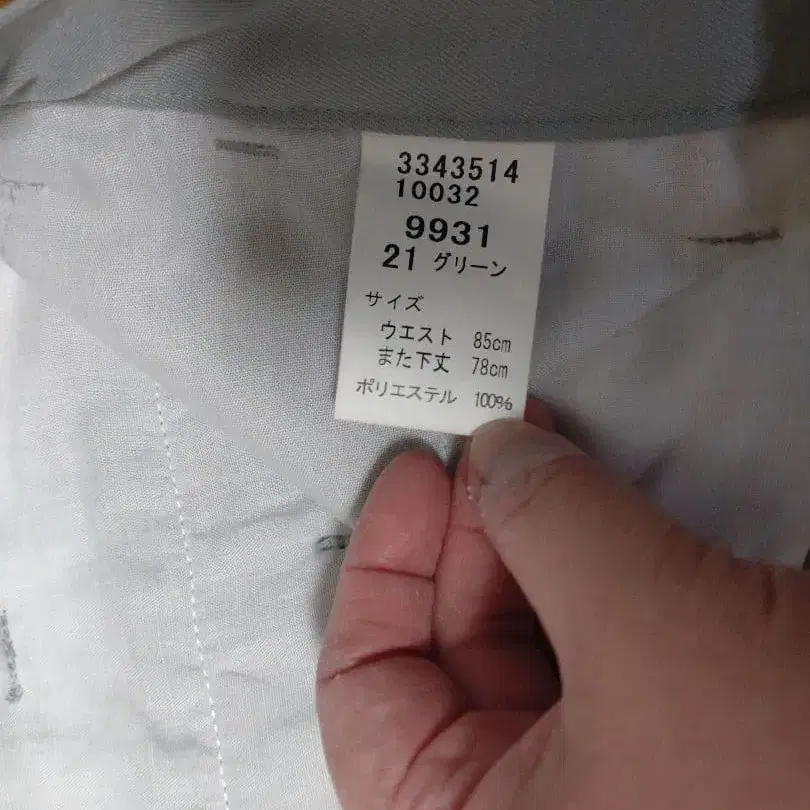 3343514
10032
9931
21 グリーン
サイズ
ウエスト 85cm
また下丈 78cm
ポリエステル 100%